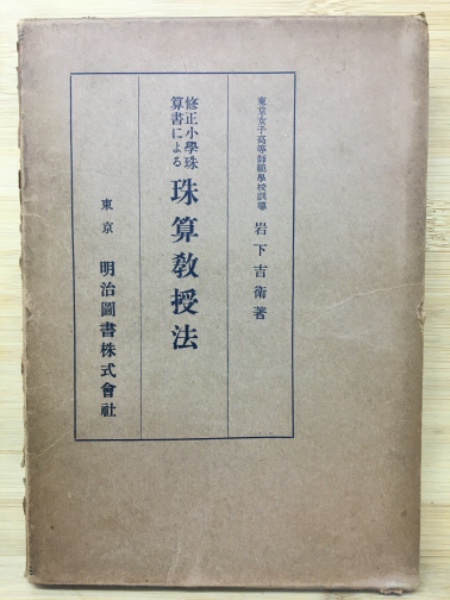 東京女子高等師範學校訓導 岩下吉衛著
修正小學珠
算書による
珠算教授法
東京 明治圖書株式會社